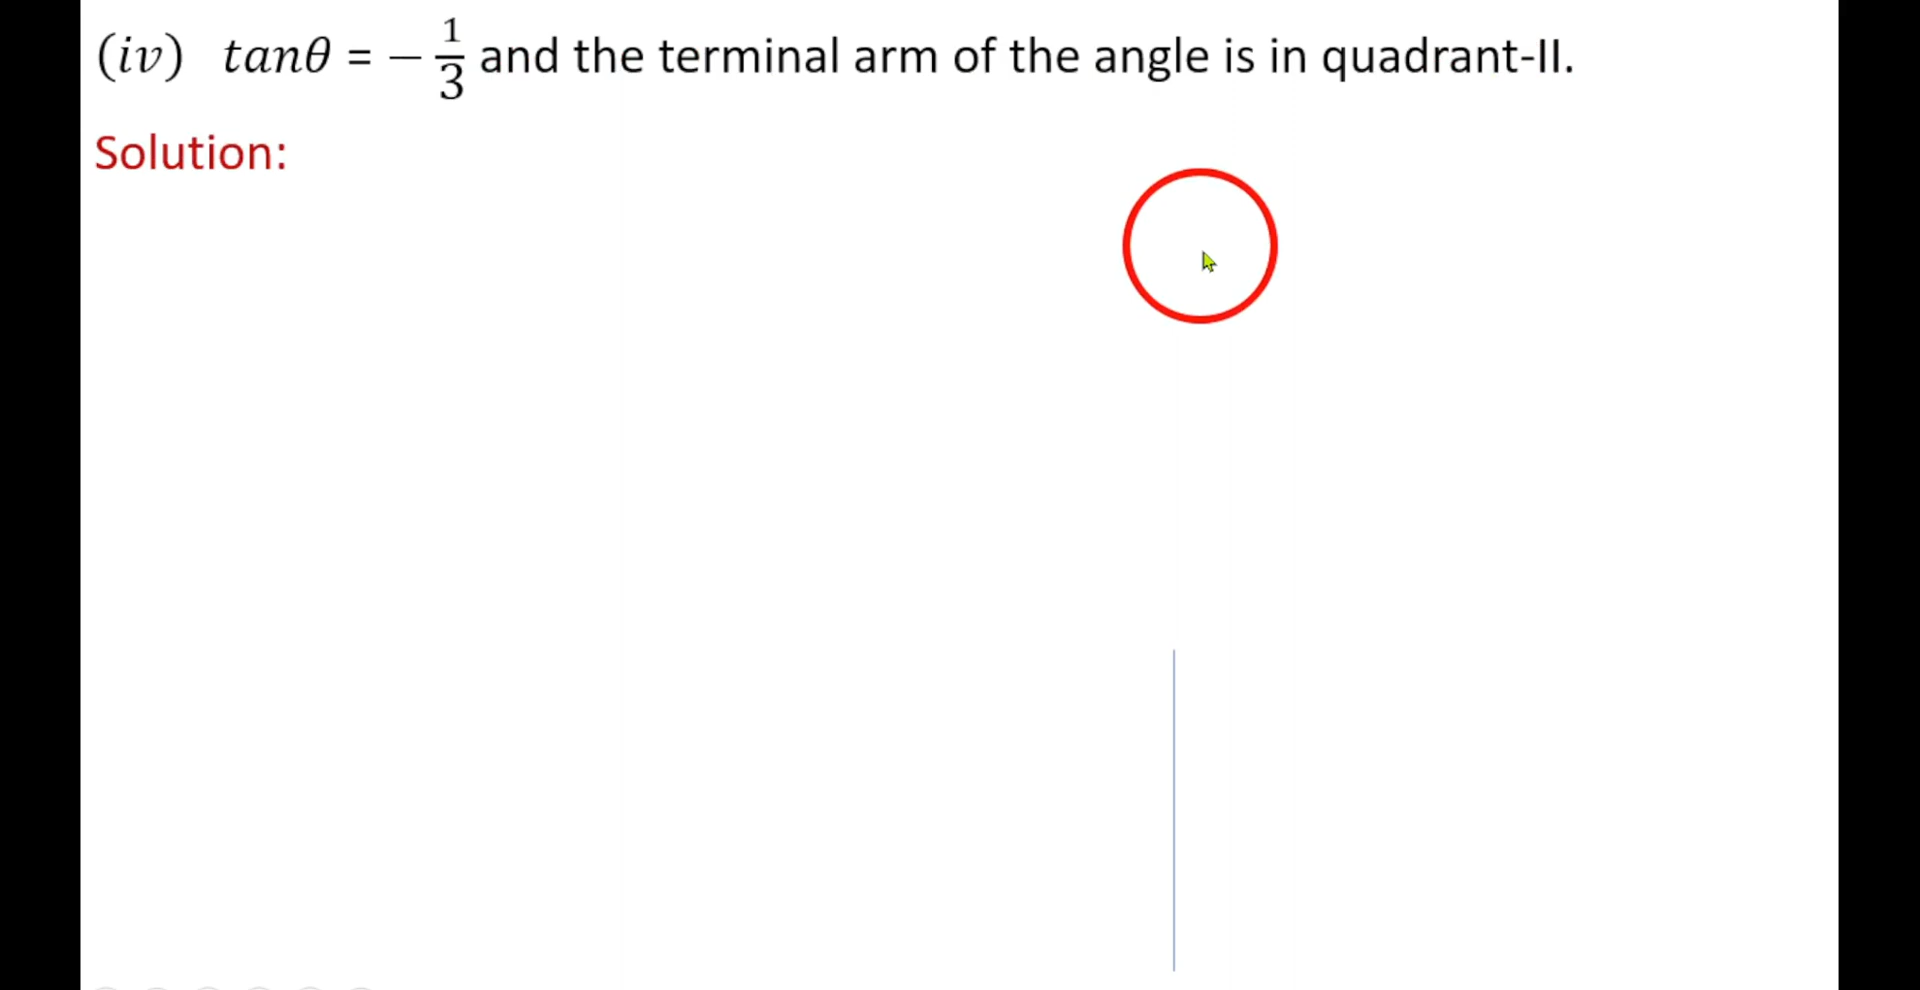 (iv) tanθ = − 1/3 and the terminal arm of the angle is in quadrant-II.
Solution: